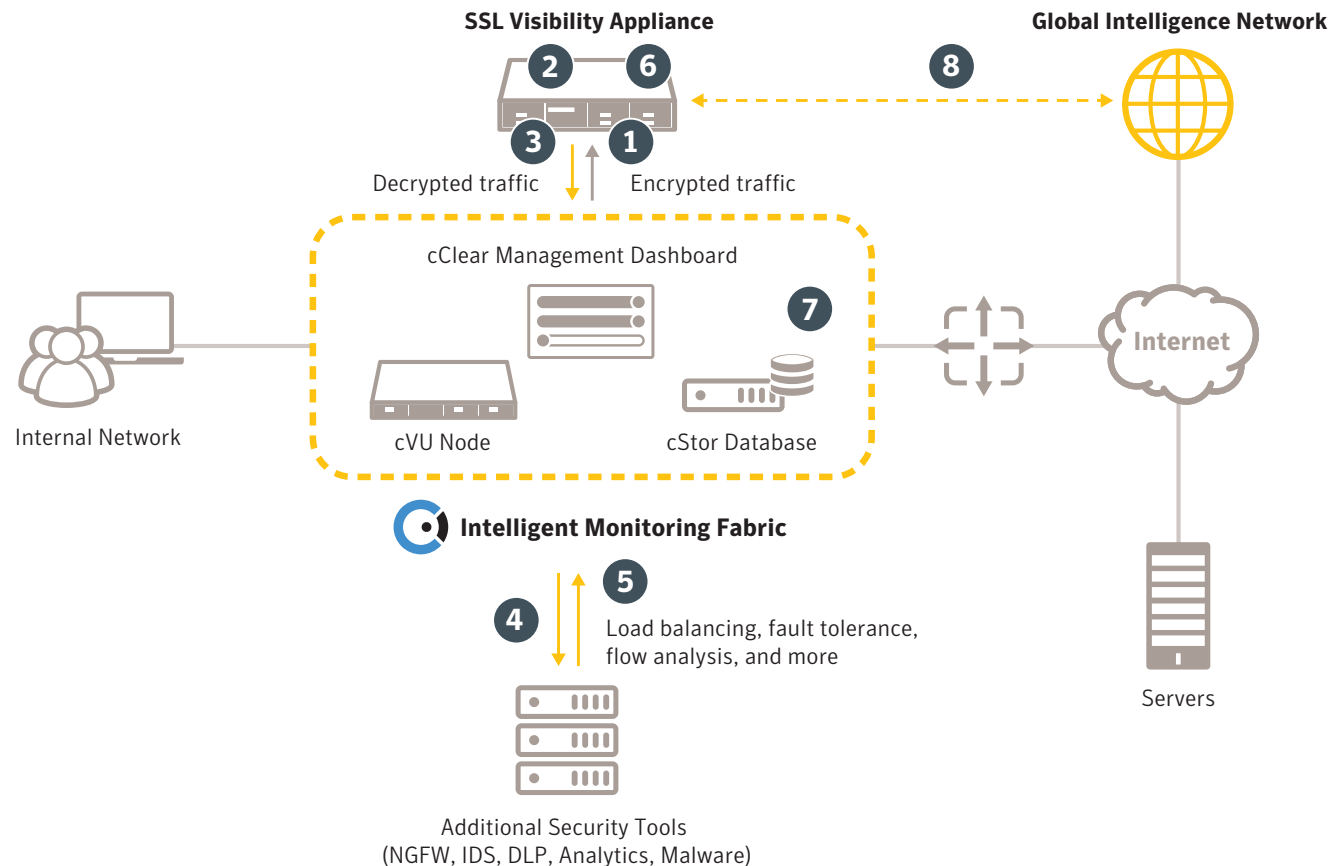 SSL Visibility Appliance
Global Intelligence Network
2
6
8
3
1
Decrypted traffic
Encrypted traffic
cClear Management Dashboard
7
Internet
Internal Network
cVU Node
cStor Database
Intelligent Monitoring Fabric
4
5
Load balancing, fault tolerance,
flow analysis, and more
Servers
Additional Security Tools
(NGFW, IDS, DLP, Analytics, Malware)